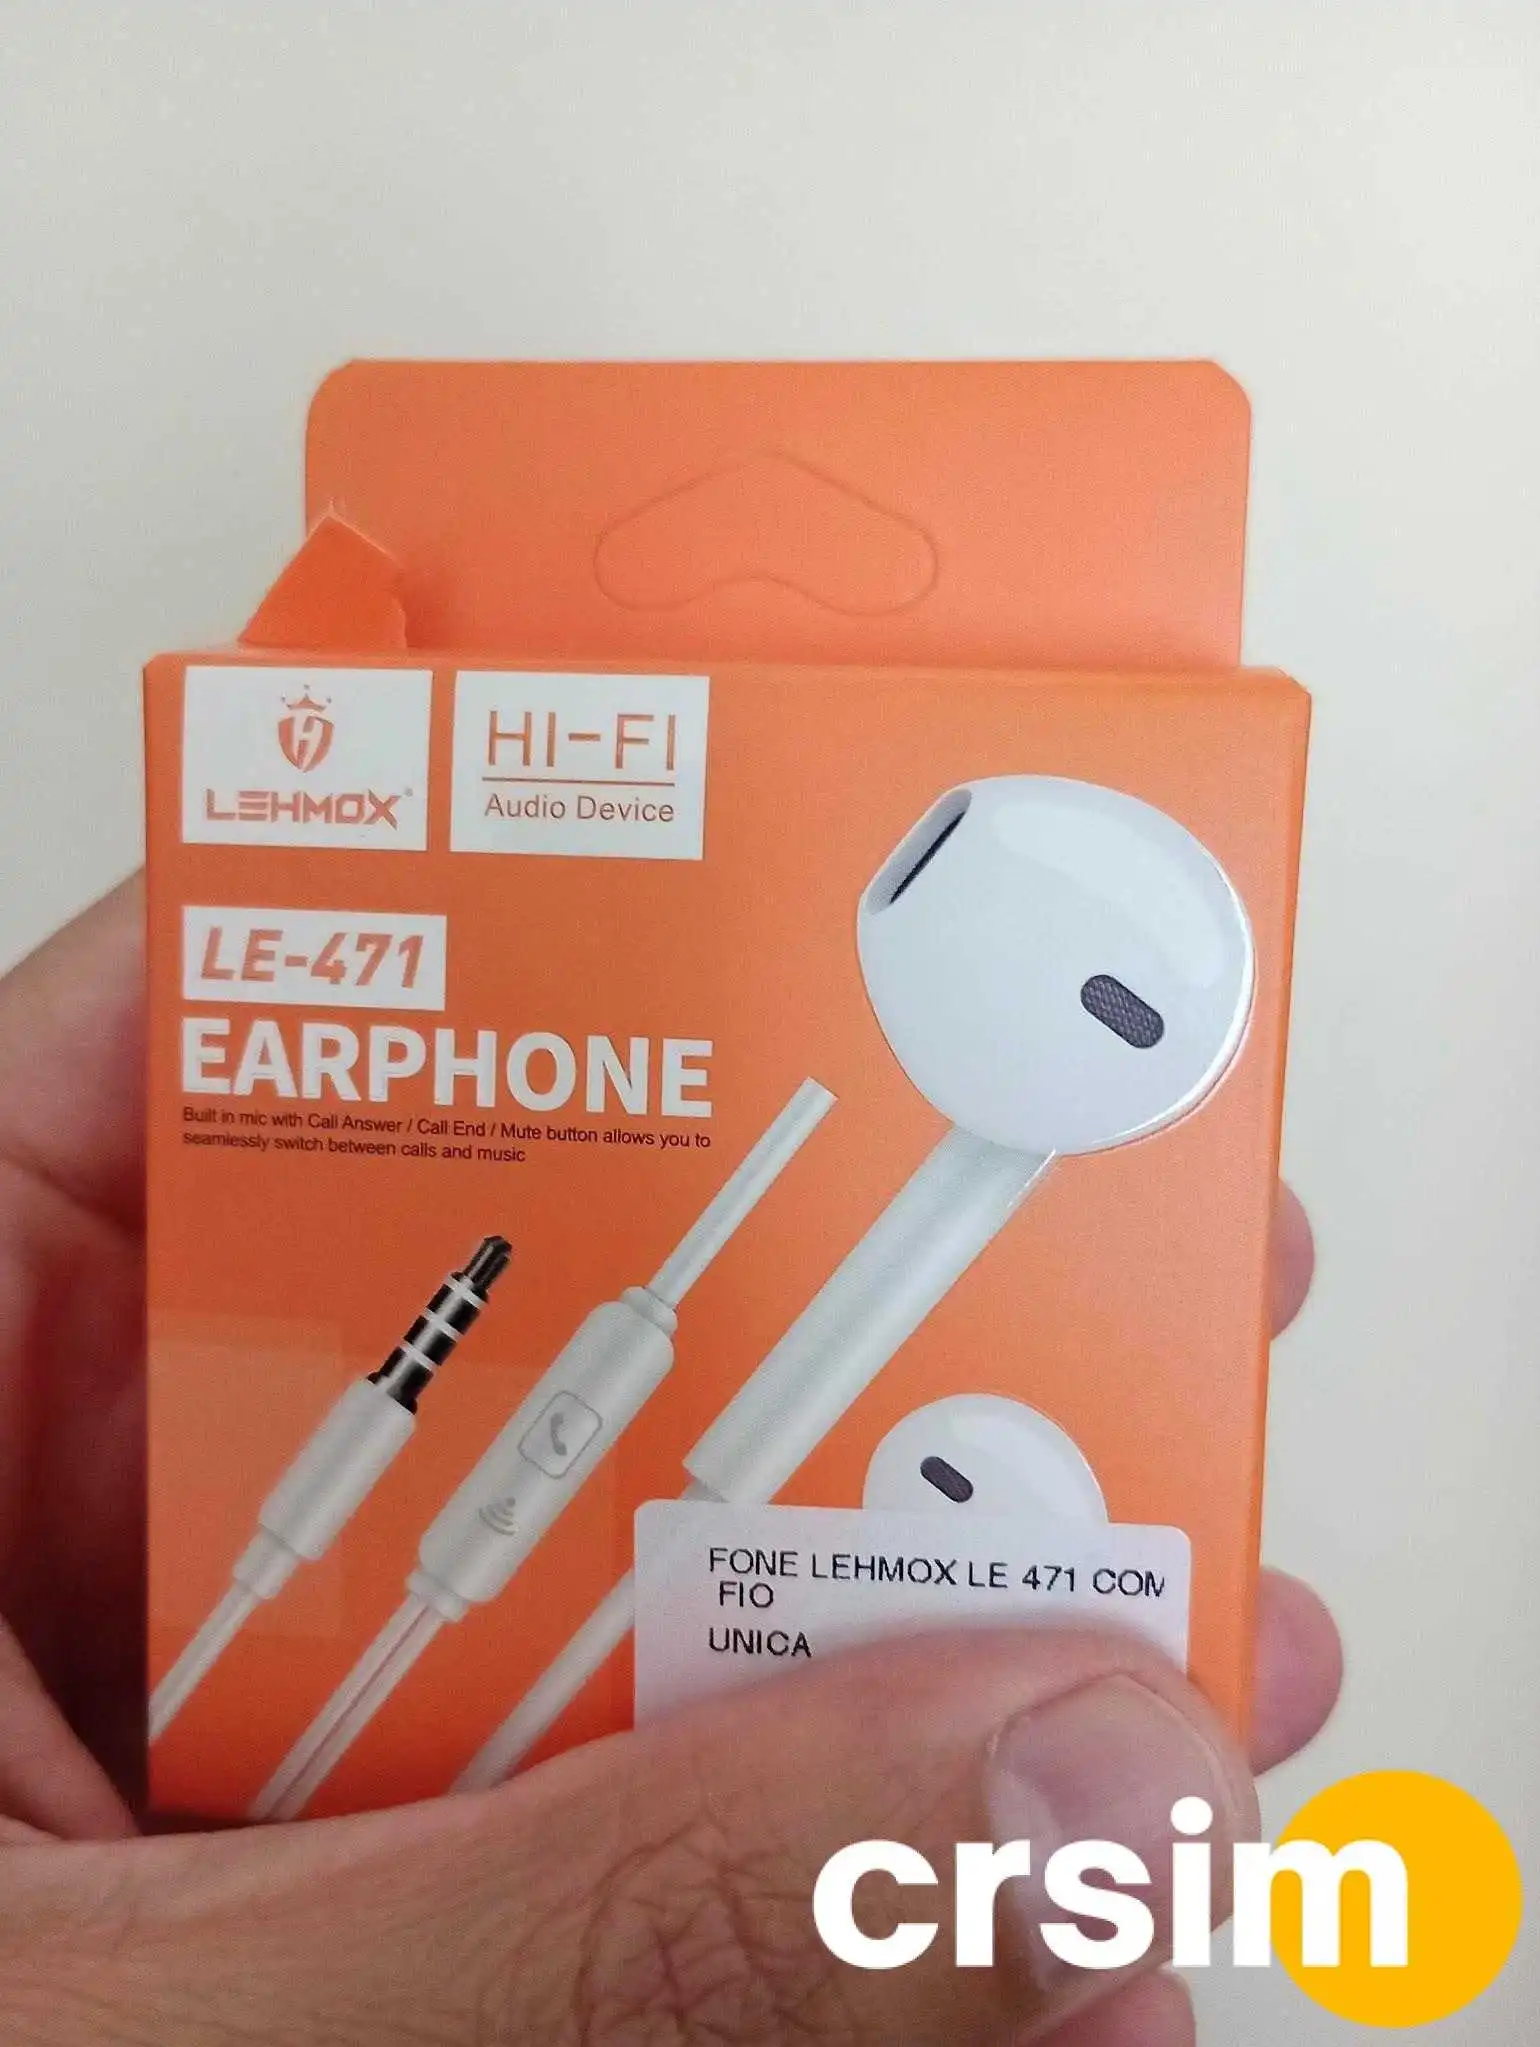 LEHMOX®
HI-FI
Audio Device
LE-471
EARPHONE
Built in mic with Call Answer / Call End / Mute button allows you to
seamlessly switch between calls and music
FONE LEHMOX LE 471 COM
FIO
UNICA
crsim